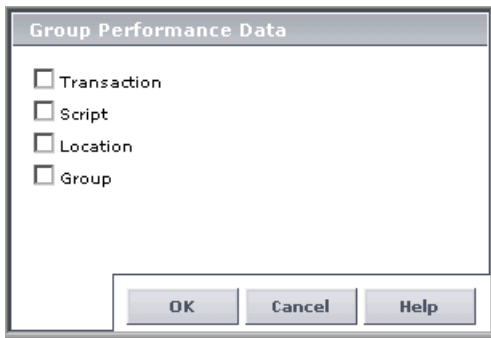 Group Performance Data
Transaction
Script
Location
Group
OK Cancel Help